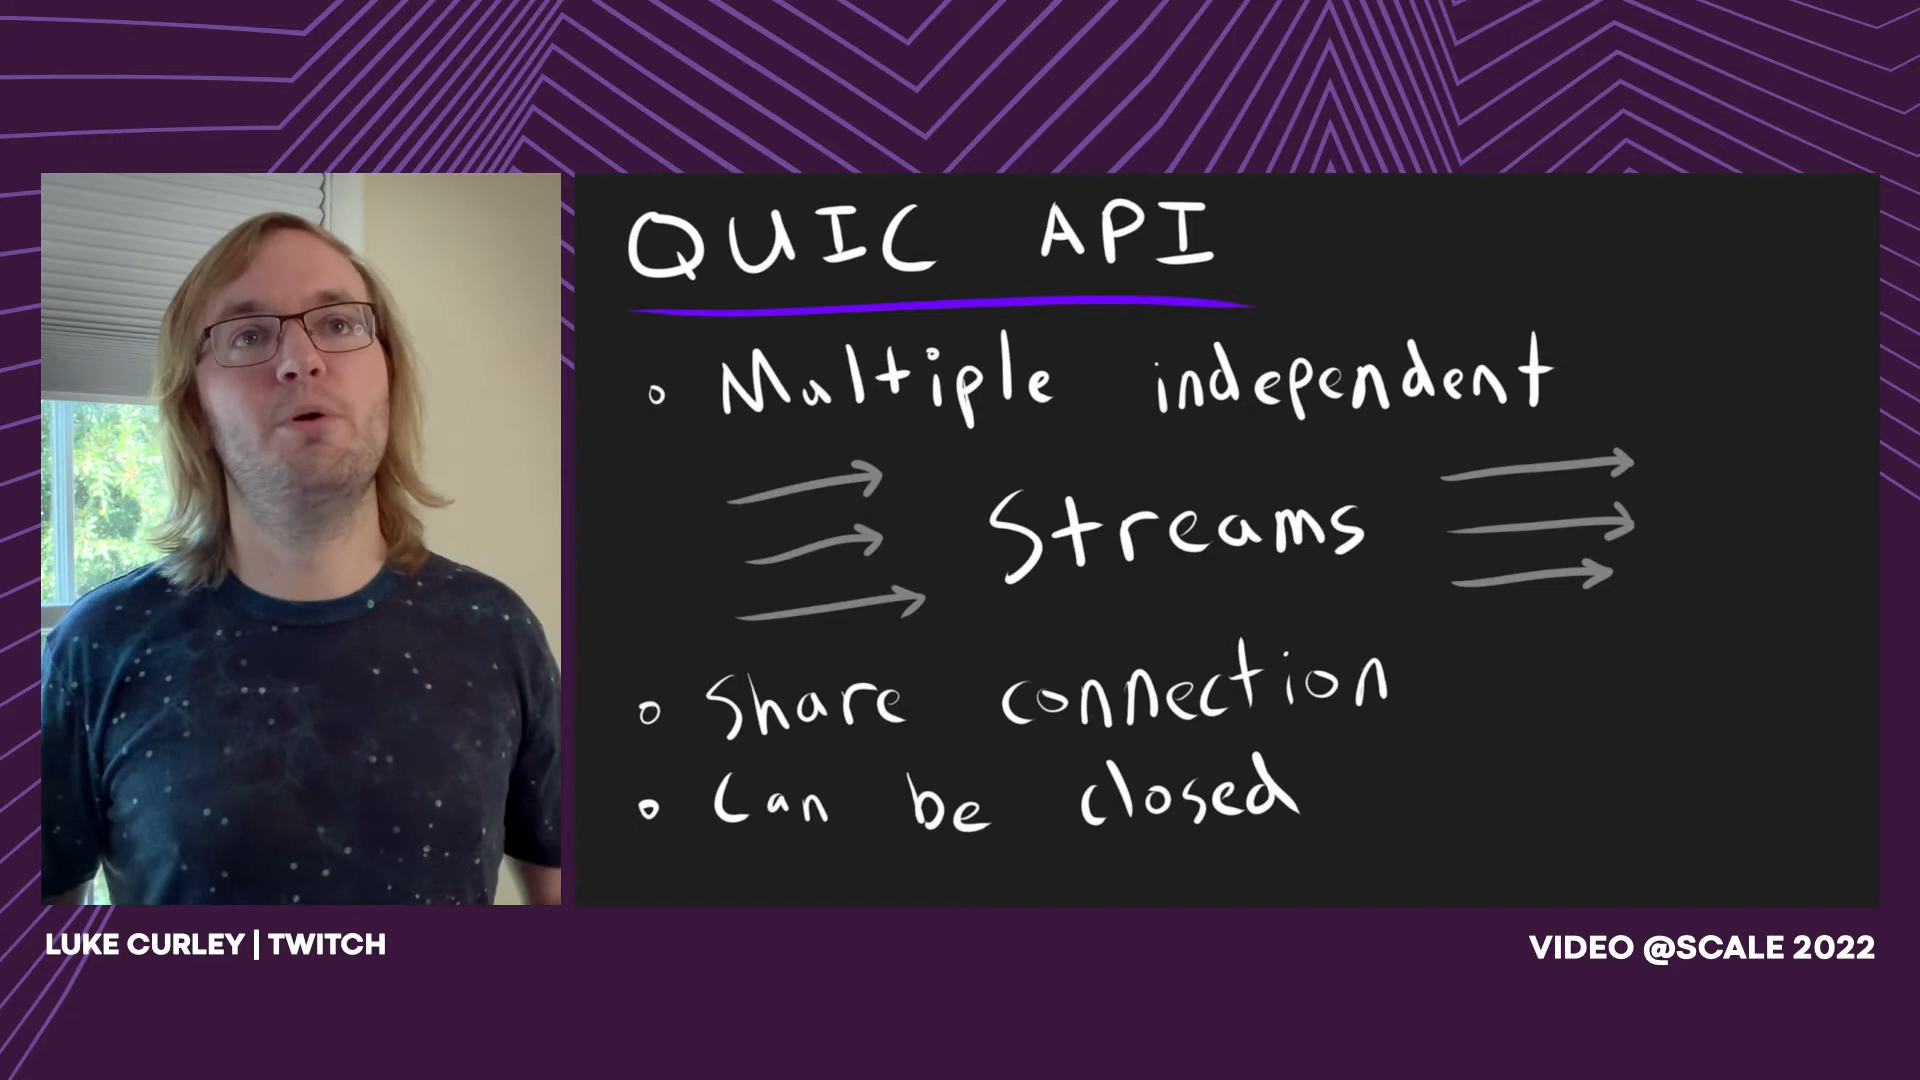 QUIC API
• Multiple independent
Streams
• Share connection
• Can be closed
LUKE CURLEY | TWITCH
VIDEO @SCALE 2022